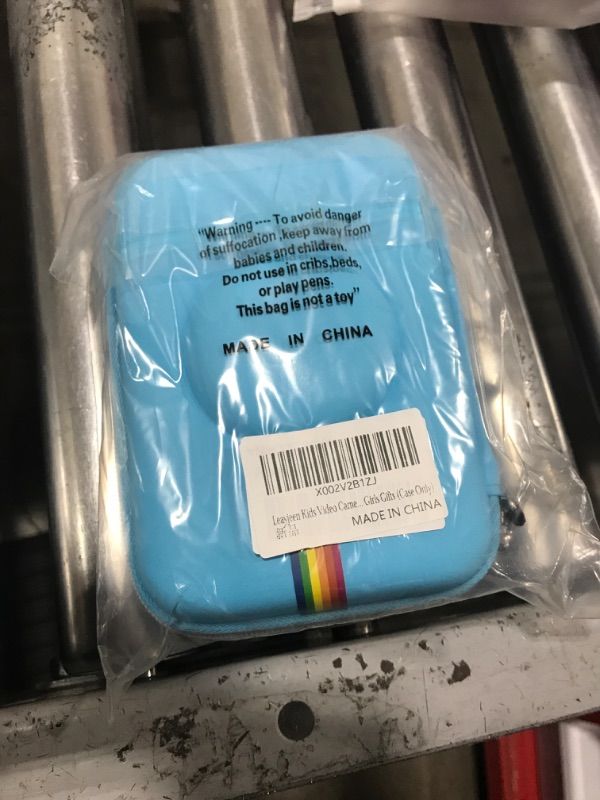 "Warning ---- To avoid danger
of suffocation ,keep away from
babies and children.
Do not use in cribs,beds,
or play pens.
This bag is not a toy"
MADE IN CHINA
X002V2B1ZJ
Leayjeen Kids Video Came... Girls Gifts (Case Only)
MADE IN CHINA